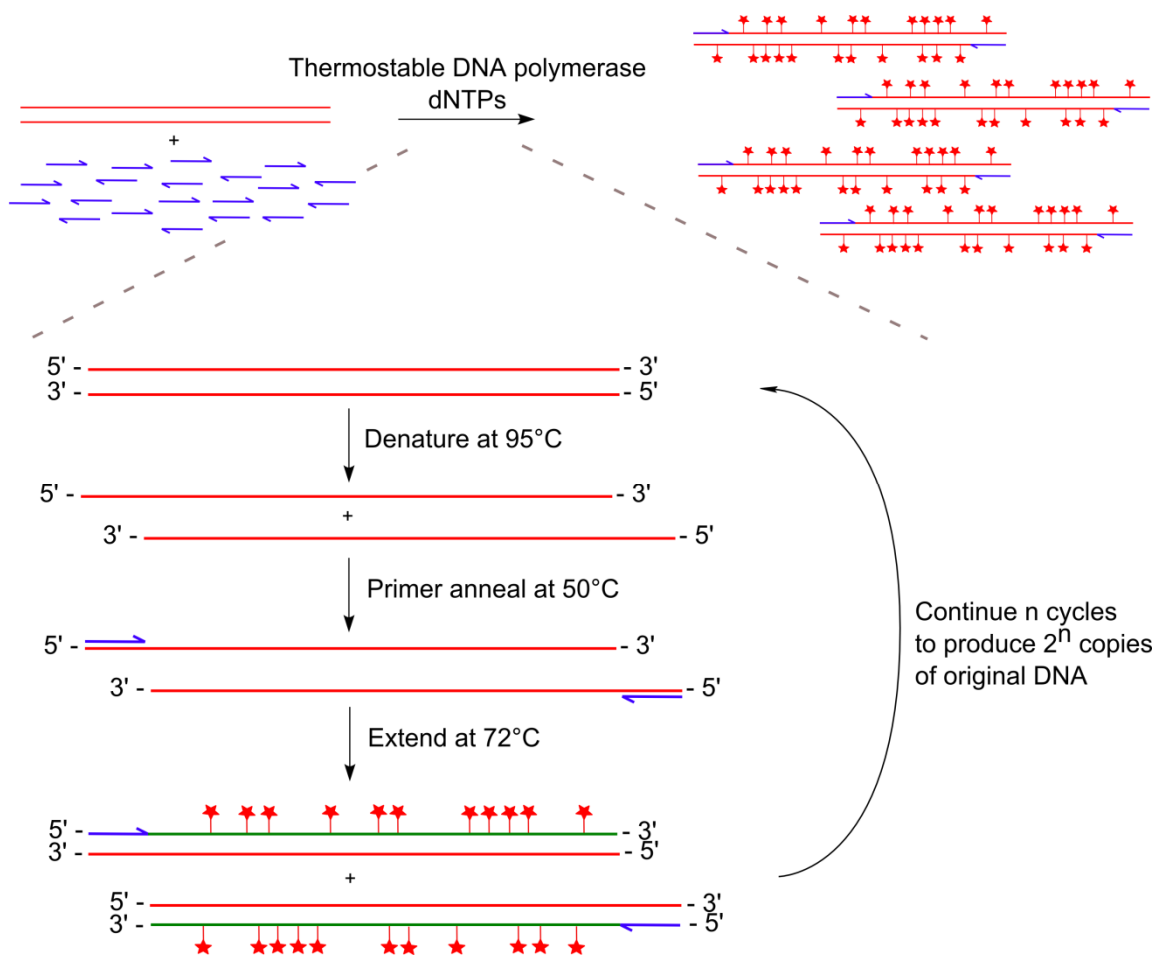 Thermostable DNA polymerase
dNTPs
+
5' - - 3'
3' - - 5'
Denature at 95°C
5' - - 3'
+
3' - - 5'
Primer anneal at 50°C
5' - - 3'
3' - - 5'
Extend at 72°C
5' - - 3'
3' - - 5'
+
5' - - 3'
3' - - 5'
Continue n cycles
to produce 2ⁿ copies
of original DNA